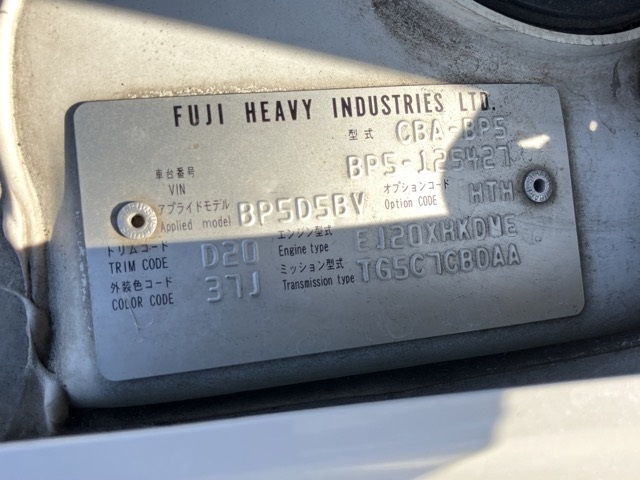 FUJI HEAVY INDUSTRIES LTD.
型式 CBA-BP5
車台番号 VIN BP5-125427
アプライドモデル Applied model BP5D5BV オプションコード Option CODE HTH
トリムコード TRIM CODE D20 エンジン型式 Engine type EJ20XHKDME
外装色コード COLOR CODE 37J ミッション型式 Transmission type TG5C7CBDAA